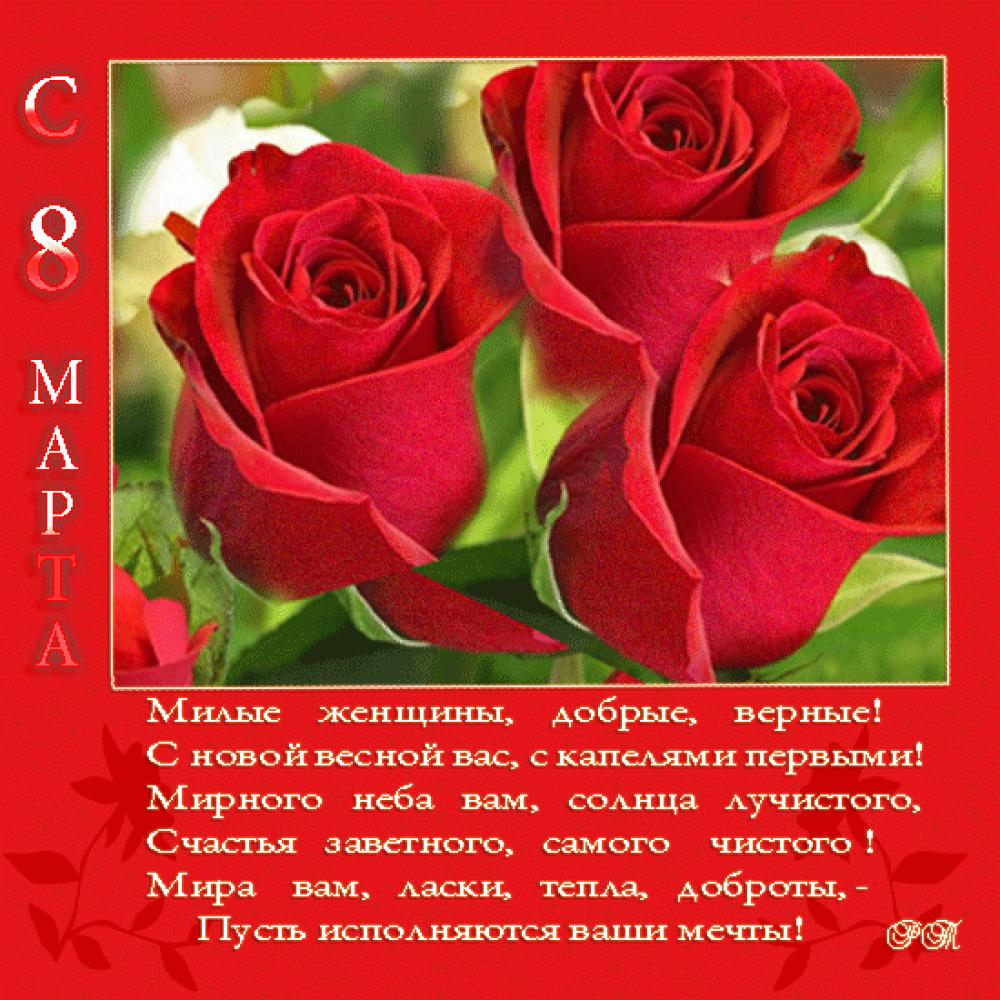 С 8 МАРТА
Милые женщины, добрые, верные!
С новой весной вас, с капелями первыми!
Мирного неба вам, солнца лучистого,
Счастья заветного, самого чистого !
Мира вам, ласки, тепла, доброты, -
Пусть исполняются ваши мечты!